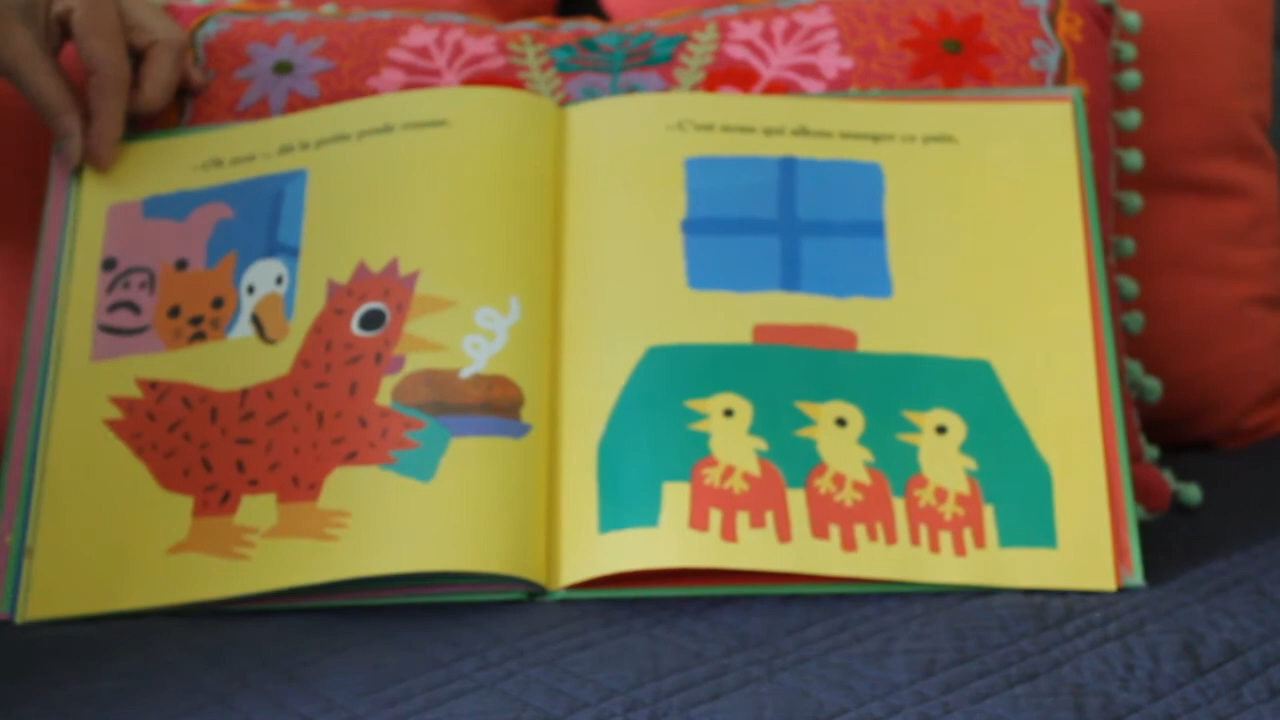 – Oh non ! – dit la petite poule rousse.
– C'est nous qui allons manger ce pain.